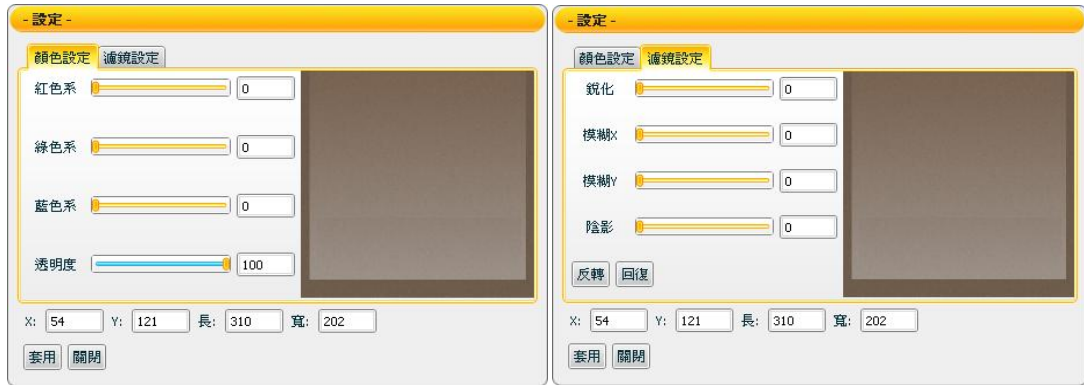 - 設定 -
顏色設定 濾鏡設定
紅色系 0
綠色系 0
藍色系 0
透明度 100
X: 54 Y: 121 長: 310 寬: 202
套用 關閉
- 設定 -
顏色設定 濾鏡設定
銳化 0
模糊X 0
模糊Y 0
陰影 0
反轉 回復
X: 54 Y: 121 長: 310 寬: 202
套用 關閉